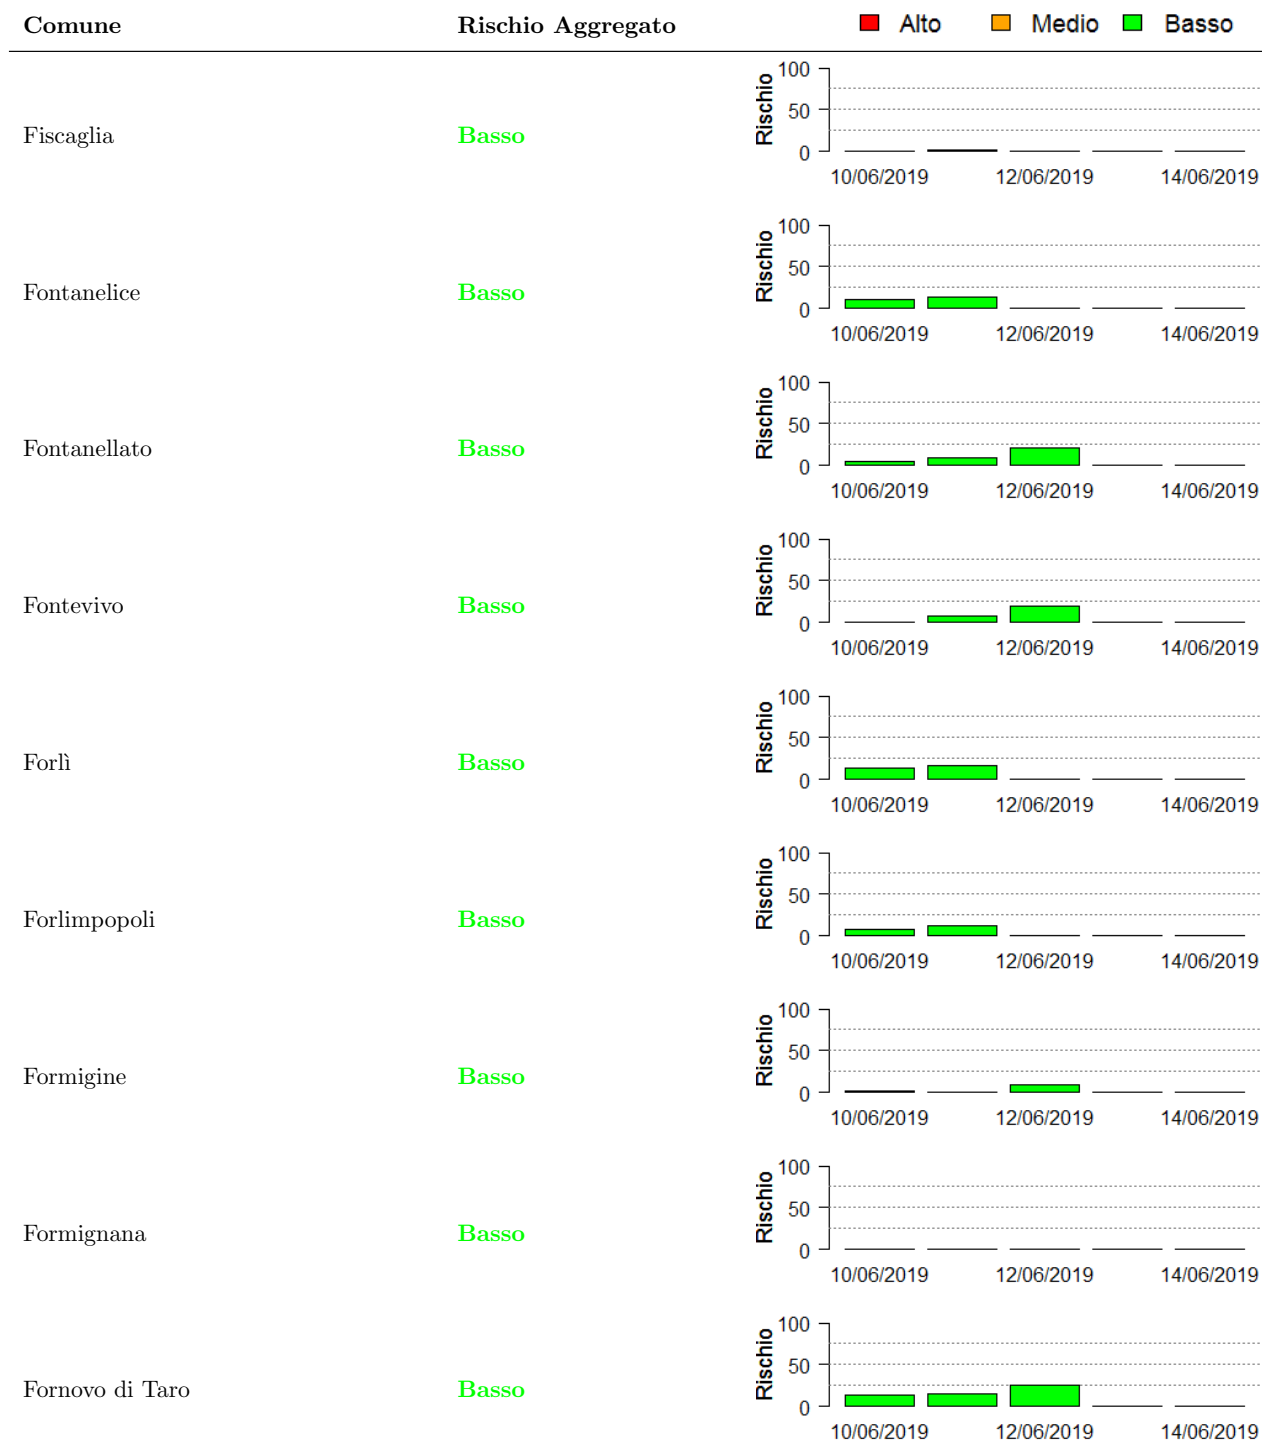 Comune Rischio Aggregato Alto Medio Basso
100
50
0
Rischio
Fiscaglia Basso
10/06/2019 12/06/2019 14/06/2019
100
50
0
Rischio
Fontanelice Basso
10/06/2019 12/06/2019 14/06/2019
100
50
0
Rischio
Fontanellato Basso
10/06/2019 12/06/2019 14/06/2019
100
50
0
Rischio
Fontevivo Basso
10/06/2019 12/06/2019 14/06/2019
100
50
0
Rischio
Forlì Basso
10/06/2019 12/06/2019 14/06/2019
100
50
0
Rischio
Forlimpopoli Basso
10/06/2019 12/06/2019 14/06/2019
100
50
0
Rischio
Formigine Basso
10/06/2019 12/06/2019 14/06/2019
100
50
0
Rischio
Formignana Basso
10/06/2019 12/06/2019 14/06/2019
100
50
0
Rischio
Fornovo di Taro Basso
10/06/2019 12/06/2019 14/06/2019